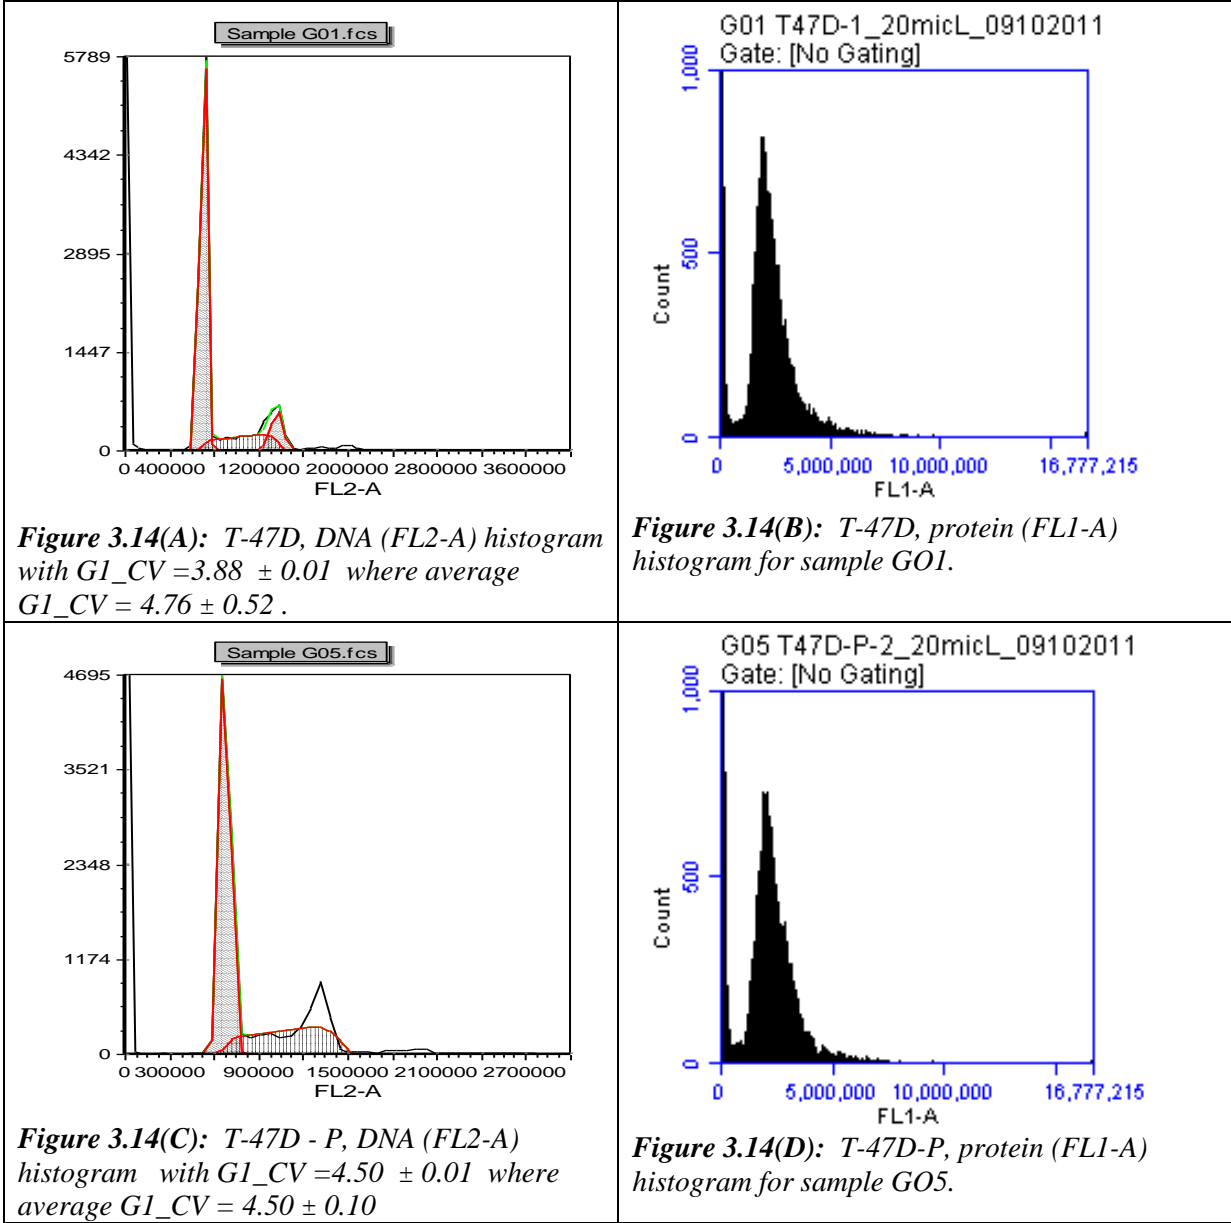 Sample G01.fcs
5789
4342
2895
1447
0
0 400000 1200000 2000000 2800000 3600000
FL2-A
Figure 3.14(A): T-47D, DNA (FL2-A) histogram
with G1_CV =3.88 ± 0.01 where average
G1_CV = 4.76 ± 0.52 .
G01 T47D-1_20micL_09102011
Gate: [No Gating]
1,000
500
0
Count
0 5,000,000 10,000,000 16,777,215
FL1-A
Figure 3.14(B): T-47D, protein (FL1-A)
histogram for sample GO1.
Sample G05.fcs
4695
3521
2348
1174
0
0 300000 900000 1500000 2100000 2700000
FL2-A
Figure 3.14(C): T-47D - P, DNA (FL2-A)
histogram with G1_CV =4.50 ± 0.01 where
average G1_CV = 4.50 ± 0.10
G05 T47D-P-2_20micL_09102011
Gate: [No Gating]
1,000
500
0
Count
0 5,000,000 10,000,000 16,777,215
FL1-A
Figure 3.14(D): T-47D-P, protein (FL1-A)
histogram for sample GO5.